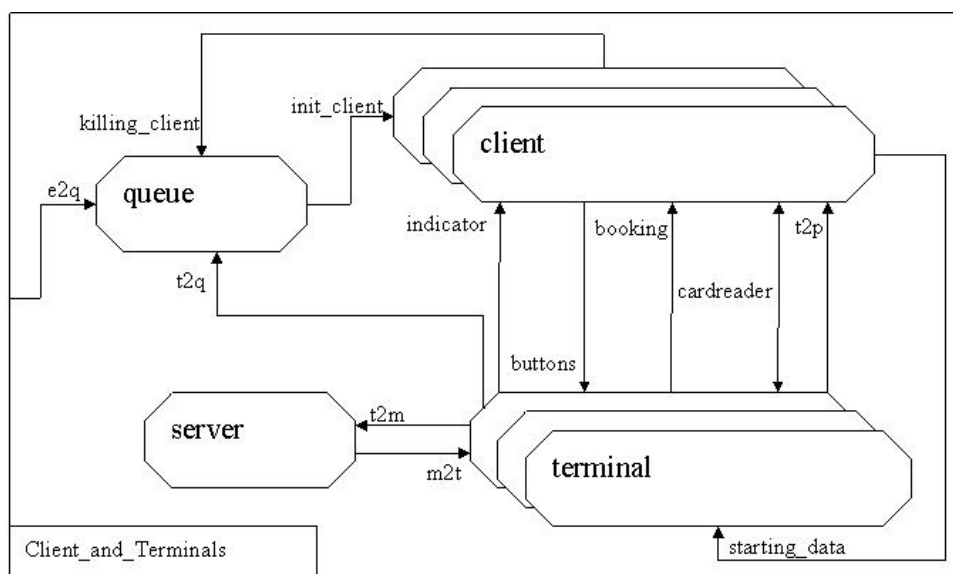 killing_client
init_client
client
e2q
queue
indicator
booking
t2p
t2q
cardreader
buttons
server
t2m
m2t
terminal
Client_and_Terminals
starting_data